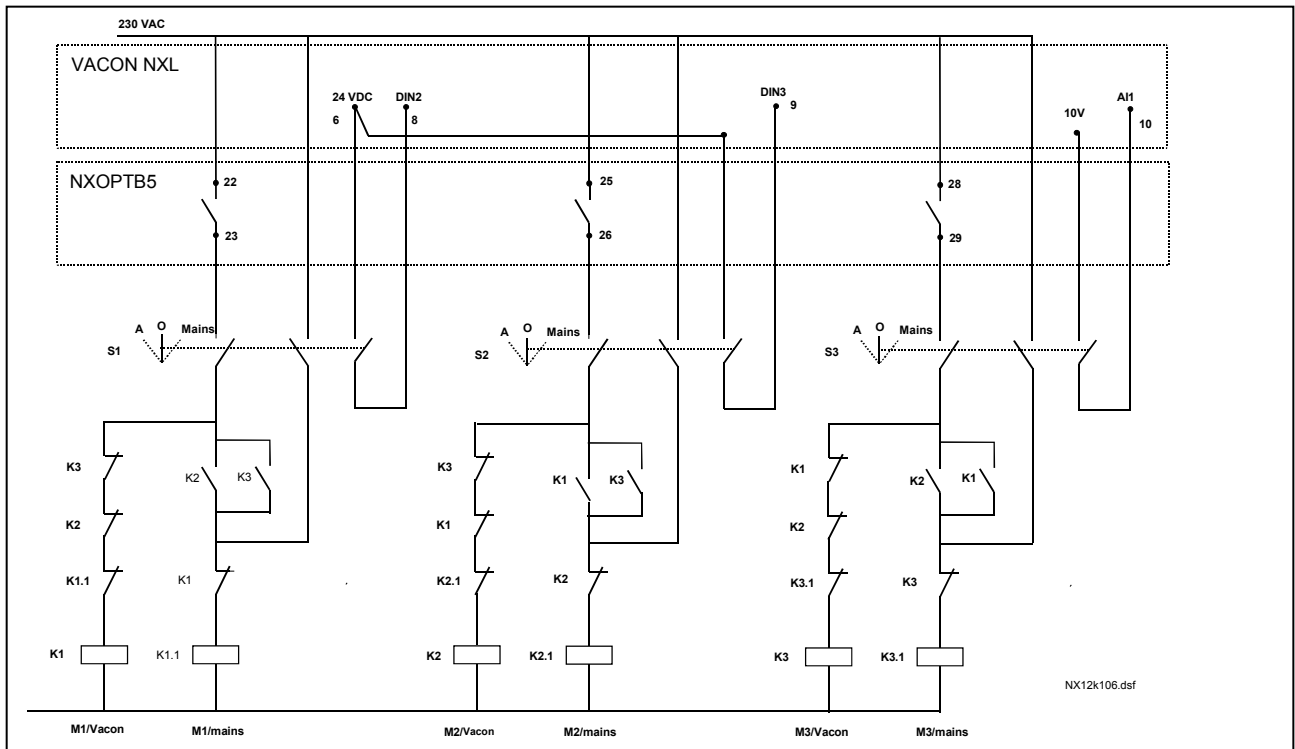 230 VAC
VACON NXL
24 VDC DIN2 DIN3 AI1
6 8 9 10V 10
NXOPTB5
22 25 28
23 26 29
A O Mains A O Mains A O Mains
S1 S2 S3
K3 K2 K3 K3 K1 K3 K1 K2 K1
K2 K1 K2
K1.1 K1 K2.1 K2 K3.1 K3
K1 K1.1 K2 K2.1 K3 K3.1
NX12k106.dsf
M1/Vacon M1/mains M2/Vacon M2/mains M3/Vacon M3/mains